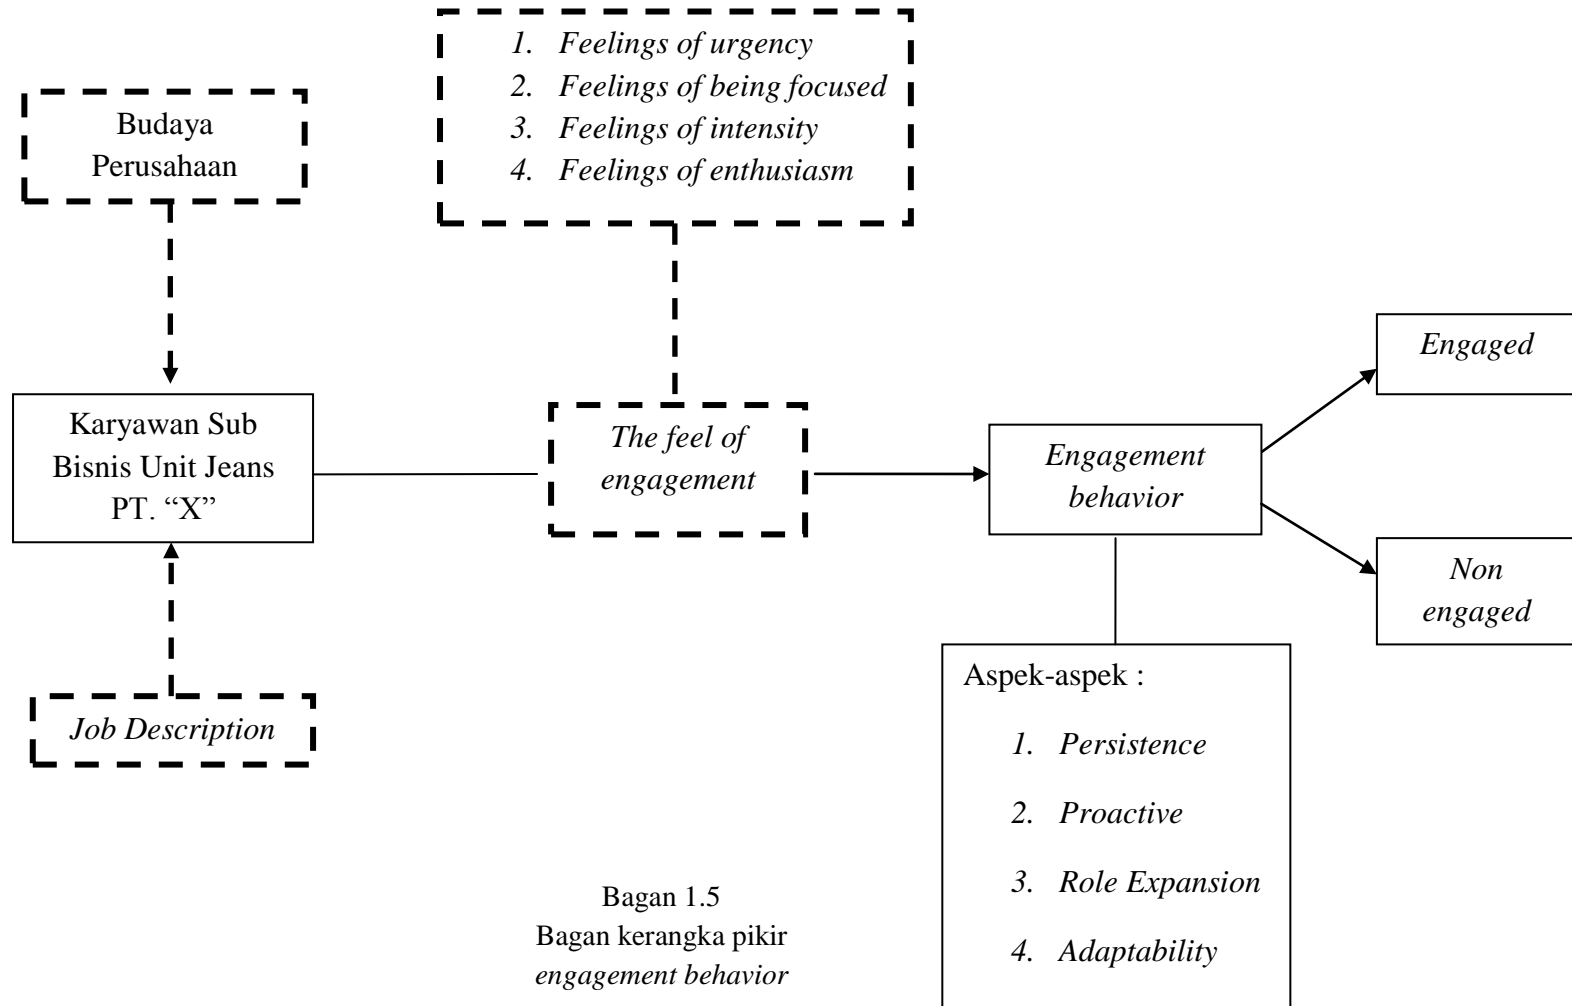 1. Feelings of urgency
2. Feelings of being focused
3. Feelings of intensity
4. Feelings of enthusiasm
Budaya
Perusahaan
Karyawan Sub
Bisnis Unit Jeans
PT. “X”
Job Description
The feel of
engagement
Engagement
behavior
Engaged
Non
engaged
Aspek-aspek :
1. Persistence
2. Proactive
3. Role Expansion
4. Adaptability
Bagan 1.5
Bagan kerangka pikir
engagement behavior